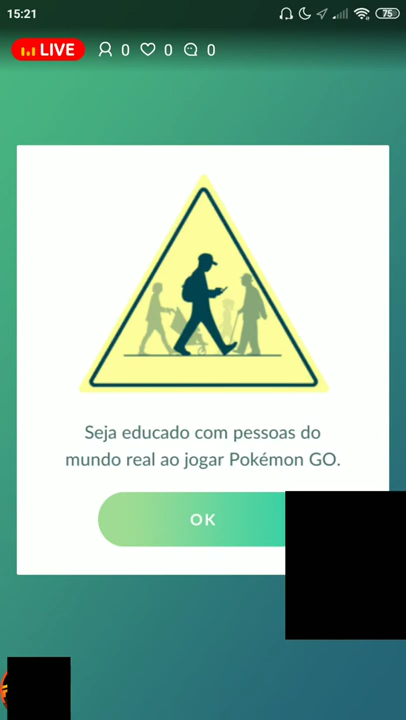 15:21
75
LIVE 0 0 0
Seja educado com pessoas do
mundo real ao jogar Pokémon GO.
OK